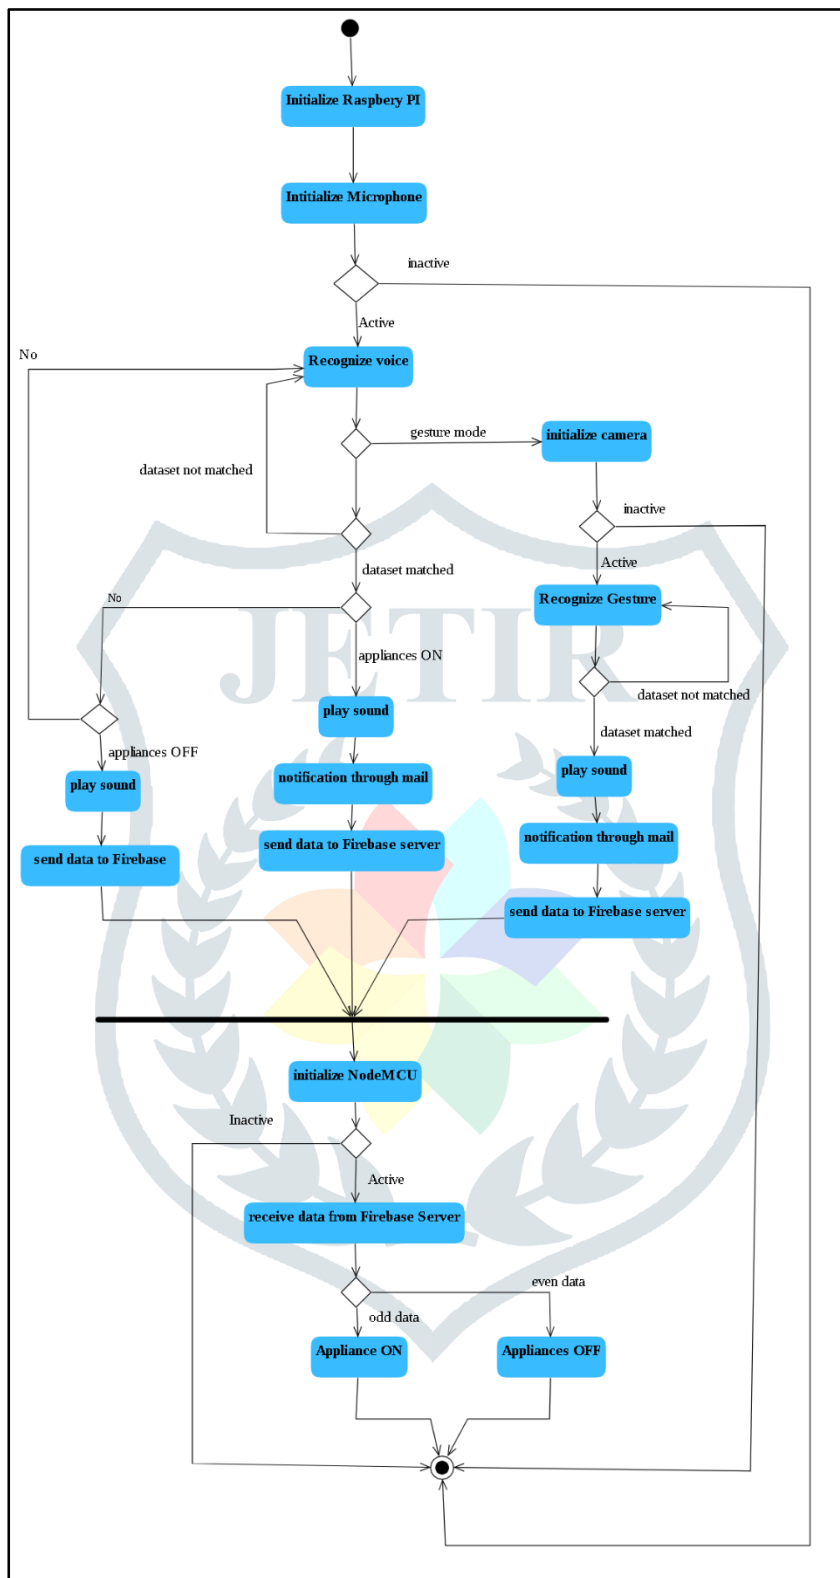 Initialize Raspbery PI
Intitialize Microphone
inactive
Active
No
Recognize voice
gesture mode
initialize camera
dataset not matched
inactive
Active
dataset matched
Recognize Gesture
No
JETIR
appliances ON
dataset not matched
play sound
dataset matched
appliances OFF
play sound
notification through mail
play sound
notification through mail
send data to Firebase server
send data to Firebase
send data to Firebase server
initialize NodeMCU
Inactive
Active
receive data from Firebase Server
even data
odd data
Appliance ON
Appliances OFF